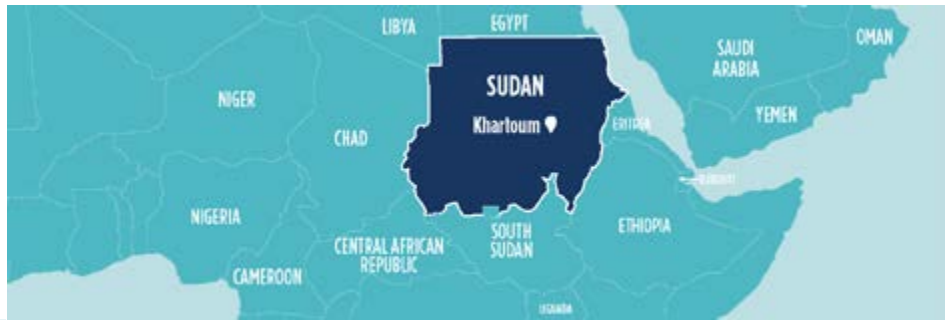 LIBYA
EGYPT
OMAN
SAUDI
ARABIA
NIGER
SUDAN
Khartoum
YEMEN
CHAD
ERITREA
DJIBOUTI
NIGERIA
ETHIOPIA
SOUTH
SUDAN
CENTRAL AFRICAN
REPUBLIC
CAMEROON
UGANDA